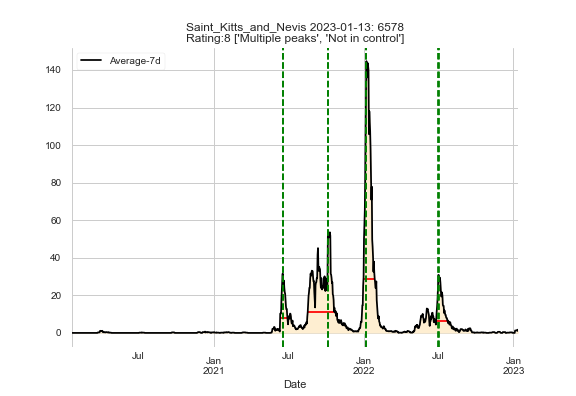 Saint_Kitts_and_Nevis 2023-01-13: 6578
Rating:8 ['Multiple peaks', 'Not in control']
Average-7d
140
120
100
80
60
40
20
0
Jul
Jan
2021
Jul
Jan
2022
Jul
Jan
2023
Date